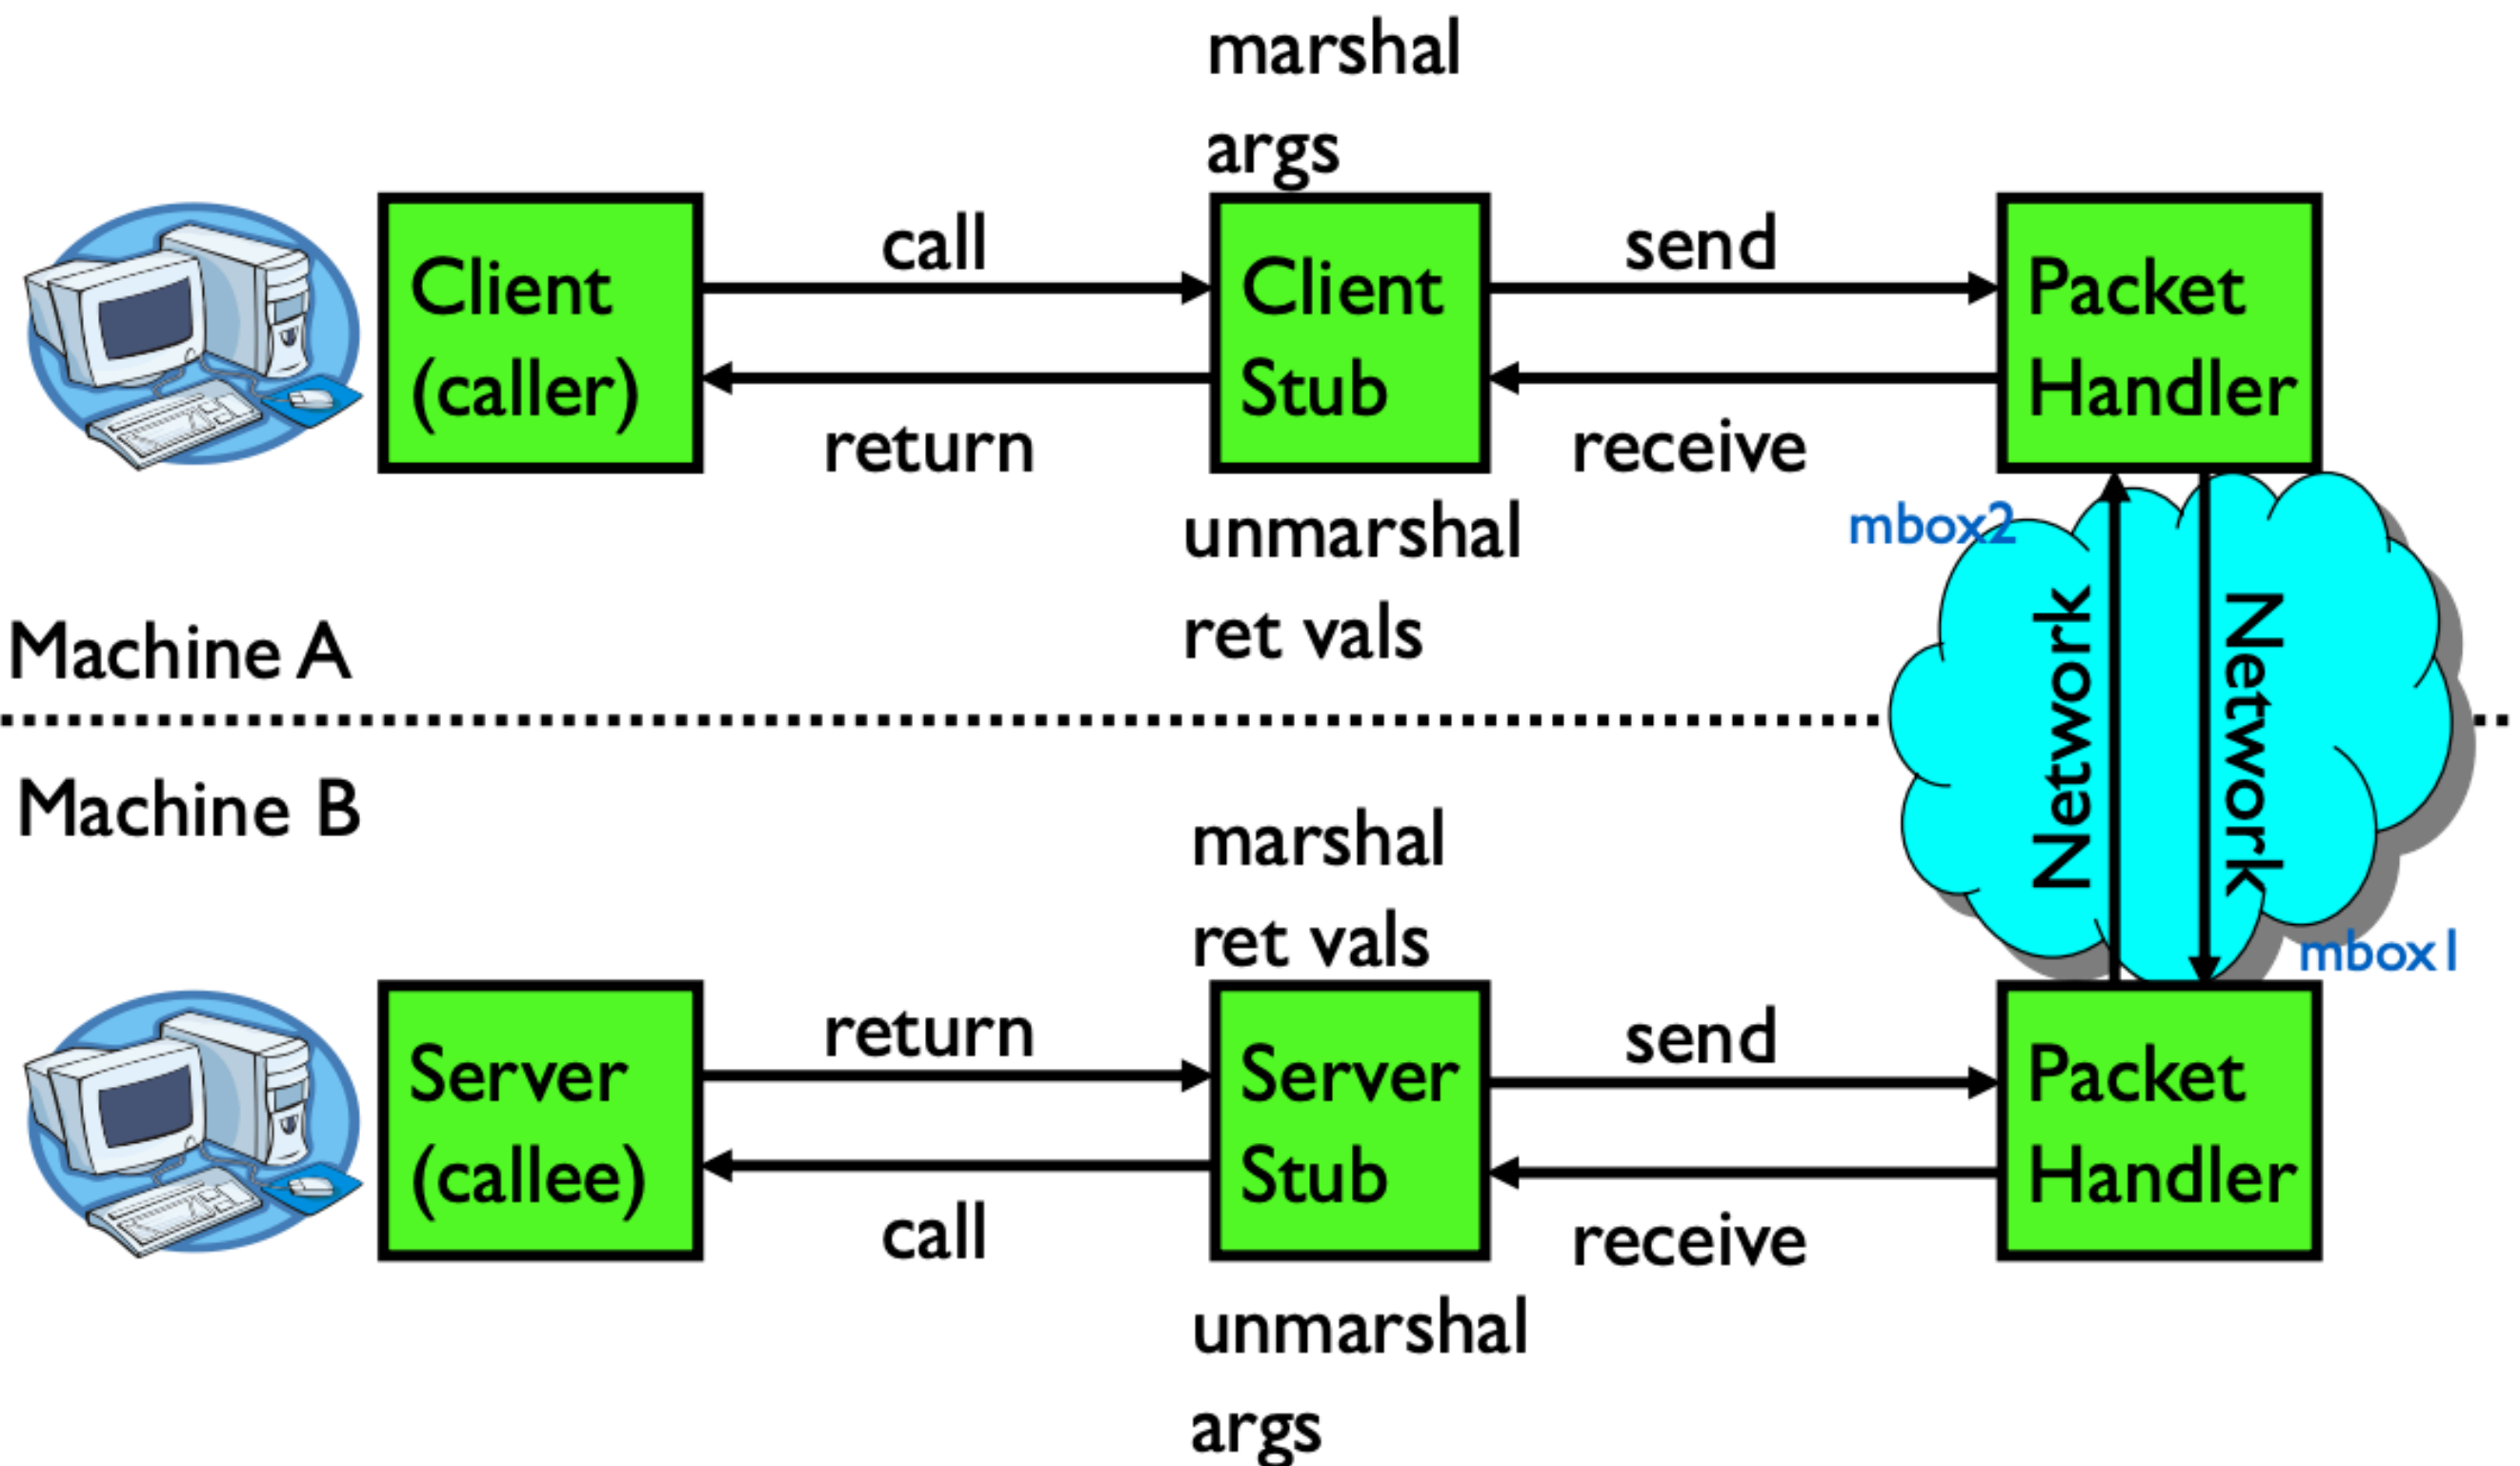 marshal
args
call
send
Client
(caller)
Client
Stub
Packet
Handler
return
receive
unmarshal
ret vals
mbox2
Network
Network
Machine A
Machine B
marshal
ret vals
mbox1
return
send
Server
(callee)
Server
Stub
Packet
Handler
call
receive
unmarshal
args